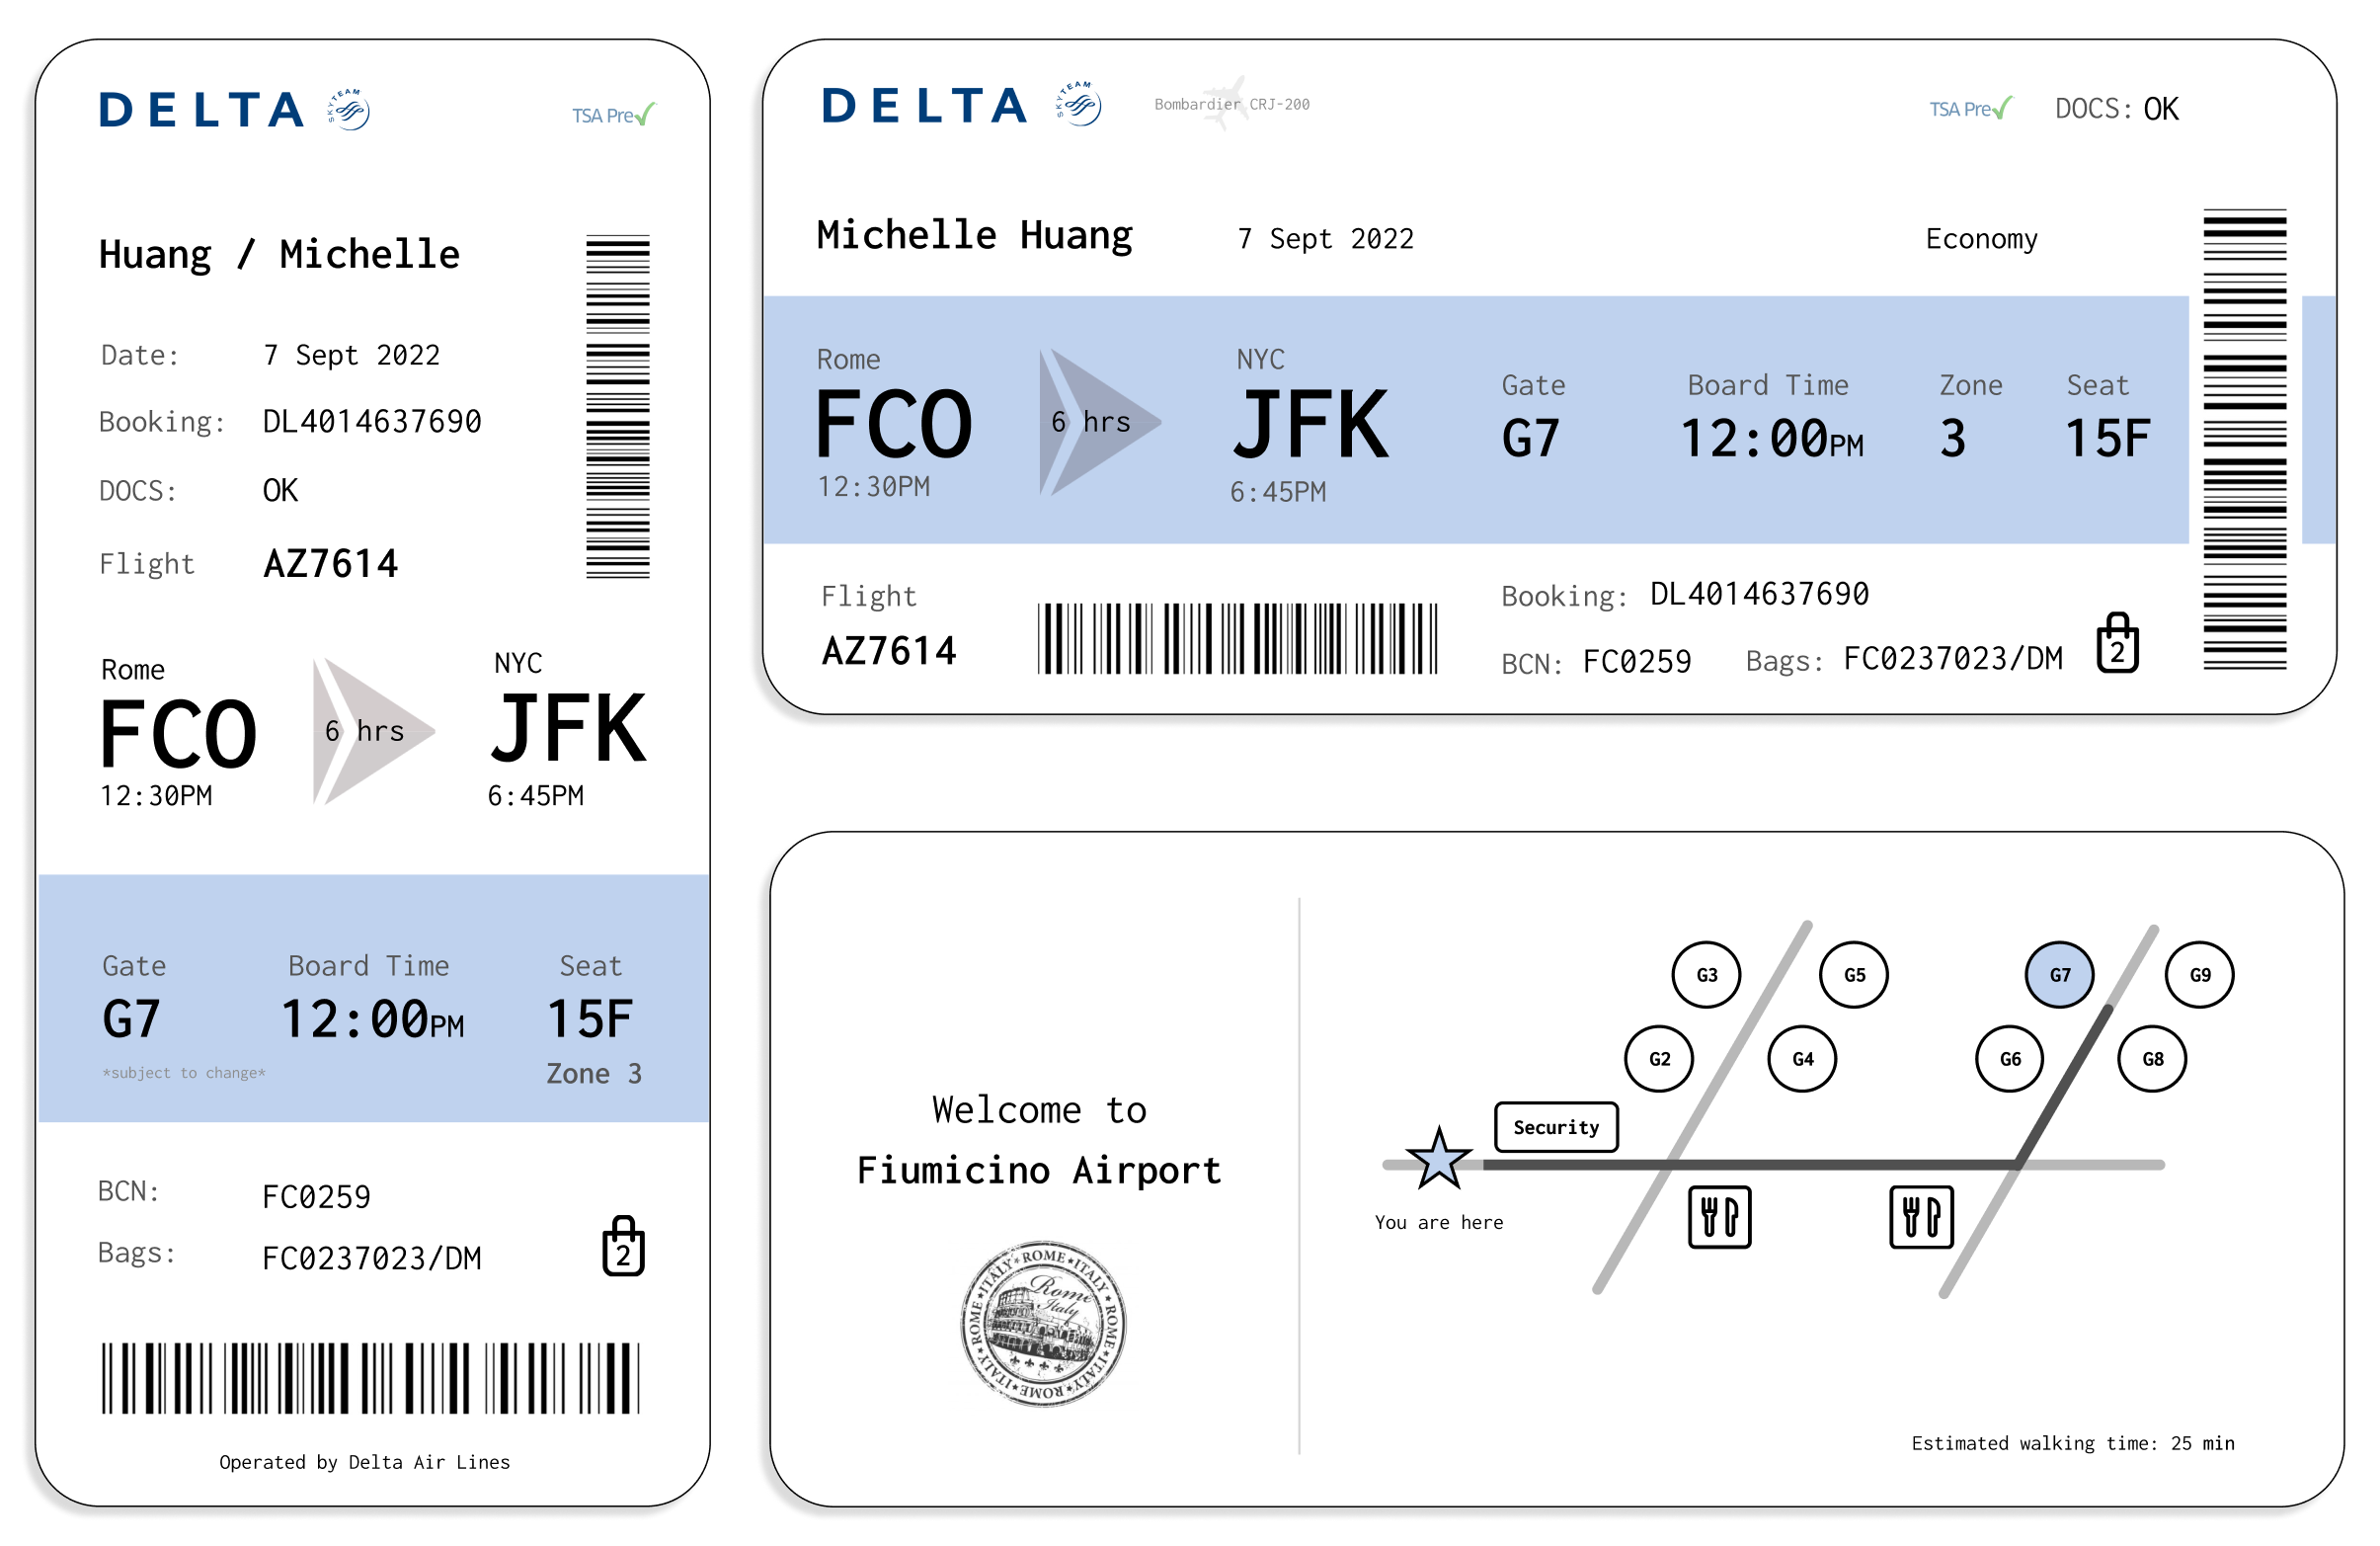 DELTA SKYTEAM
TSA Pre✓
Huang / Michelle
Date: 7 Sept 2022
Booking: DL4014637690
DOCS: OK
Flight AZ7614
Rome NYC
FCO 6 hrs JFK
12:30PM 6:45PM
Gate Board Time Seat
G7 12:00PM 15F
*subject to change* Zone 3
BCN: FC0259
Bags: FC0237023/DM 2
Operated by Delta Air Lines
DELTA SKYTEAM Bombardier CRJ-200 TSA Pre✓ DOCS: OK
Michelle Huang 7 Sept 2022 Economy
Rome NYC
Gate Board Time Zone Seat
FCO 6 hrs JFK G7 12:00PM 3 15F
12:30PM 6:45PM
Flight Booking: DL4014637690
AZ7614 BCN: FC0259 Bags: FC0237023/DM 2
Welcome to
Fiumicino Airport
ROME★ITALY★ROME★ITALY★ROME★ITALY★ROME★ITALY
Rome
Italy
G3 G5 G7 G9
G2 G4 G6 G8
Security
You are here
Estimated walking time: 25 min